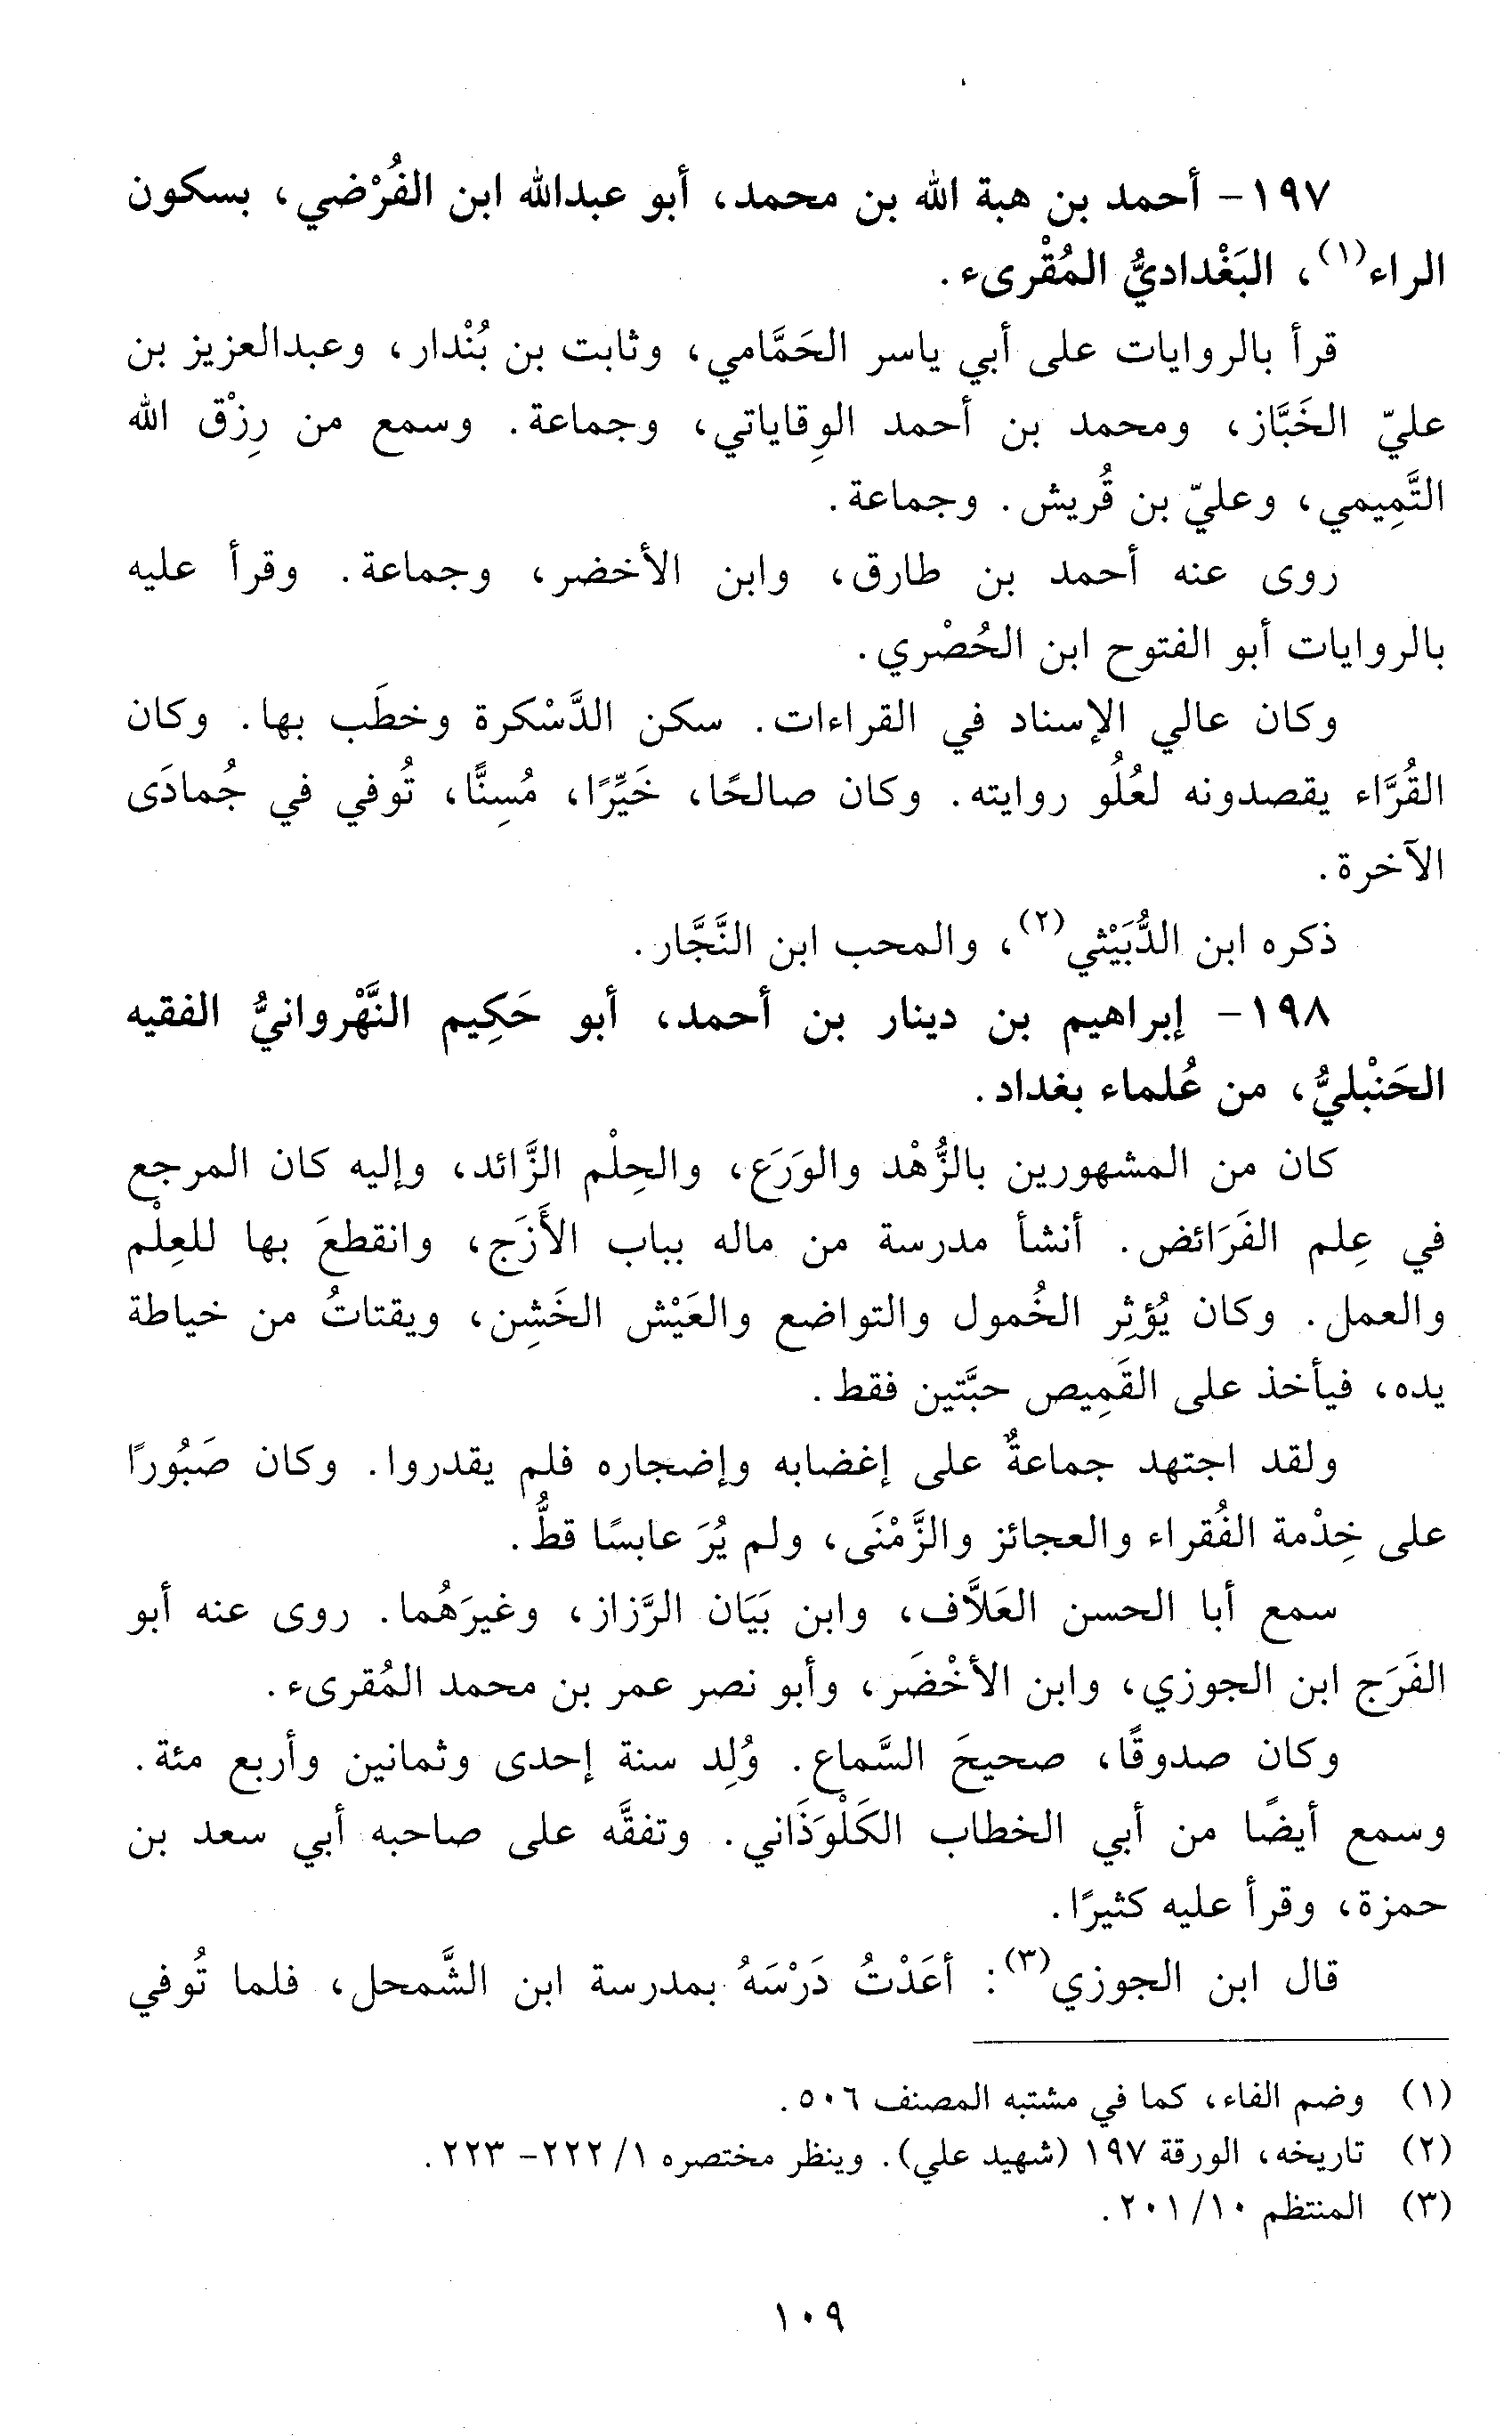 ١٩٧- أحمد بن هبة الله بن محمد، أبو عبدالله ابن الفُرْضي، بسكون
الراء(١)، البَغْداديُّ المُقْرىء.
قرأ بالروايات على أبي ياسر الحَمَّامي، وثابت بن بُنْدار، وعبدالعزيز بن
عليّ الخَبَّاز، ومحمد بن أحمد الوِقاياتي، وجماعة. وسمع من رِزْق الله
التَّمِيمي، وعليّ بن قُريش. وجماعة.
روى عنه أحمد بن طارق، وابن الأخضر، وجماعة. وقرأ عليه
بالروايات أبو الفتوح ابن الحُصْري.
وكان عالي الإسناد في القراءات. سكن الدَّسْكرة وخطَب بها. وكان
القُرَّاء يقصدونه لعُلُو روايته. وكان صالحًا، خَيِّرًا، مُسِنًّا، تُوفي في جُمادَى
الآخرة.
ذكره ابن الدُّبَيْثي(٢)، والمحب ابن النَّجَّار.
١٩٨- إبراهيم بن دينار بن أحمد، أبو حَكِيم النَّهْروانيُّ الفقيه
الحَنْبليُّ، من عُلماء بغداد.
كان من المشهورين بالزُّهْد والوَرَع، والحِلْم الزَّائد، وإليه كان المرجع
في عِلم الفَرَائض. أنشأ مدرسة من ماله بباب الأَزَج، وانقطعَ بها للعِلْم
والعمل. وكان يُؤثِر الخُمول والتواضع والعَيْش الخَشِن، ويقتاتُ من خياطة
يده، فيأخذ على القَمِيص حبَّتين فقط.
ولقد اجتهد جماعةٌ على إغضابه وإضجاره فلم يقدروا. وكان صَبُورًا
على خِدْمة الفُقراء والعجائز والزَّمْنَى، ولم يُرَ عابسًا قطُّ.
سمع أبا الحسن العَلاَّف، وابن بَيَان الرَّزاز، وغيرَهُما. روى عنه أبو
الفَرَج ابن الجوزي، وابن الأخْضَر، وأبو نصر عمر بن محمد المُقرىء.
وكان صدوقًا، صحيحَ السَّماع. وُلِد سنة إحدى وثمانين وأربع مئة.
وسمع أيضًا من أبي الخطاب الكَلْوَذَاني. وتفقَّه على صاحبه أبي سعد بن
حمزة، وقرأ عليه كثيرًا.
قال ابن الجوزي(٣): أعَدْتُ دَرْسَهُ بمدرسة ابن الشَّمحل، فلما تُوفي
(١) وضم الفاء، كما في مشتبه المصنف ٥٠٦.
(٢) تاريخه، الورقة ١٩٧ (شهيد علي). وينظر مختصره ١/ ٢٢٢- ٢٢٣.
(٣) المنتظم ١٠/ ٢٠١.
١٠٩